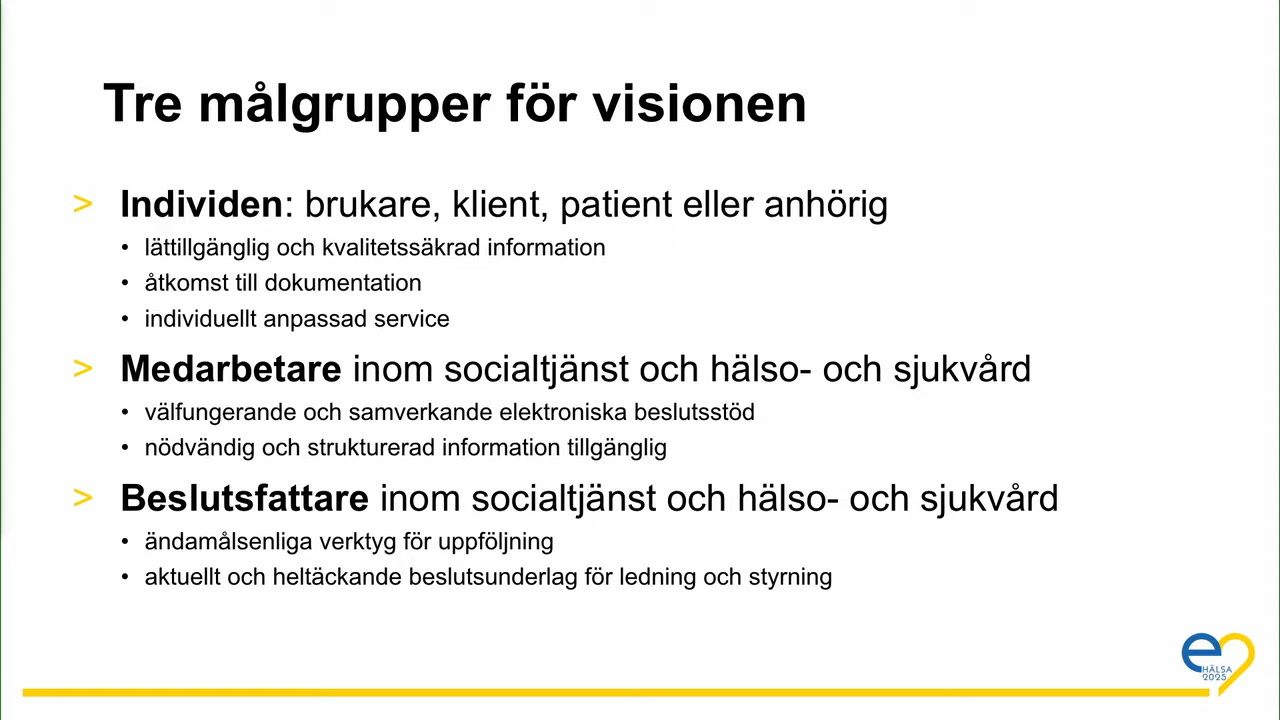 Tre målgrupper för visionen
> Individen: brukare, klient, patient eller anhörig
• lättillgänglig och kvalitetssäkrad information
• åtkomst till dokumentation
• individuellt anpassad service
> Medarbetare inom socialtjänst och hälso- och sjukvård
• välfungerande och samverkande elektroniska beslutsstöd
• nödvändig och strukturerad information tillgänglig
> Beslutsfattare inom socialtjänst och hälso- och sjukvård
• ändamålsenliga verktyg för uppföljning
• aktuellt och heltäckande beslutsunderlag för ledning och styrning
e
HÄLSA
2025